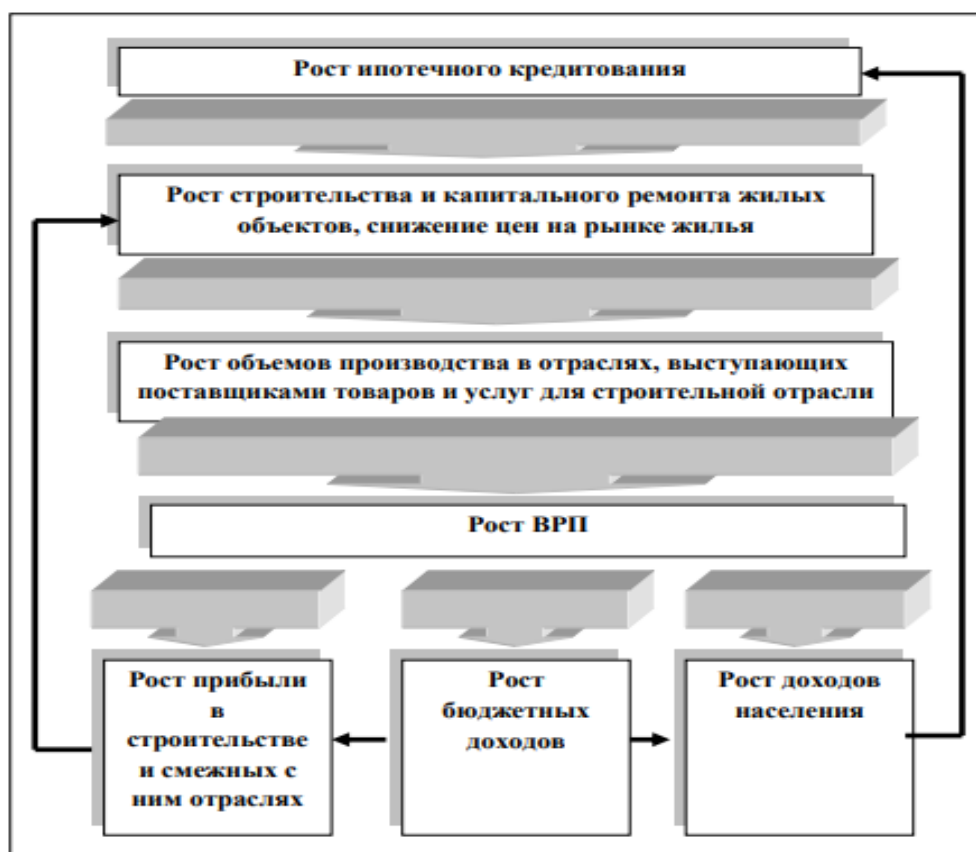 Рост ипотечного кредитования
Рост строительства и капитального ремонта жилых
объектов, снижение цен на рынке жилья
Рост объемов производства в отраслях, выступающих
поставщиками товаров и услуг для строительной отрасли
Рост ВРП
Рост прибыли
в
строительстве
и смежных с
ним отраслях
Рост
бюджетных
доходов
Рост доходов
населения